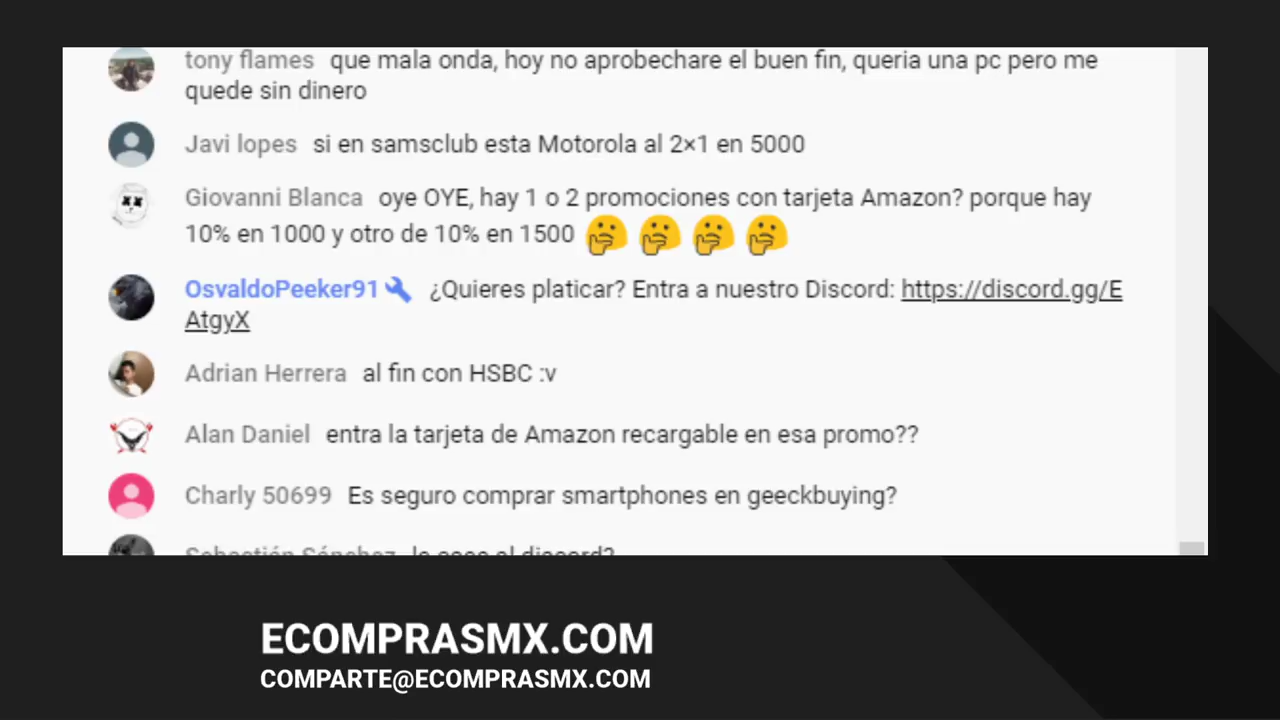 tony flames que mala onda, hoy no aprobechare el buen fin, queria una pc pero me
quede sin dinero
Javi lopes si en samsclub esta Motorola al 2×1 en 5000
Giovanni Blanca oye OYE, hay 1 o 2 promociones con tarjeta Amazon? porque hay
10% en 1000 y otro de 10% en 1500 🤔 🤔 🤔 🤔
OsvaldoPeeker91 ¿Quieres platicar? Entra a nuestro Discord: https://discord.gg/E
AtgyX
Adrian Herrera al fin con HSBC :v
Alan Daniel entra la tarjeta de Amazon recargable en esa promo??
Charly 50699 Es seguro comprar smartphones en geeckbuying?
Sebastián Sánchez al discord?
ECOMPRASMX.COM
COMPARTE@ECOMPRASMX.COM